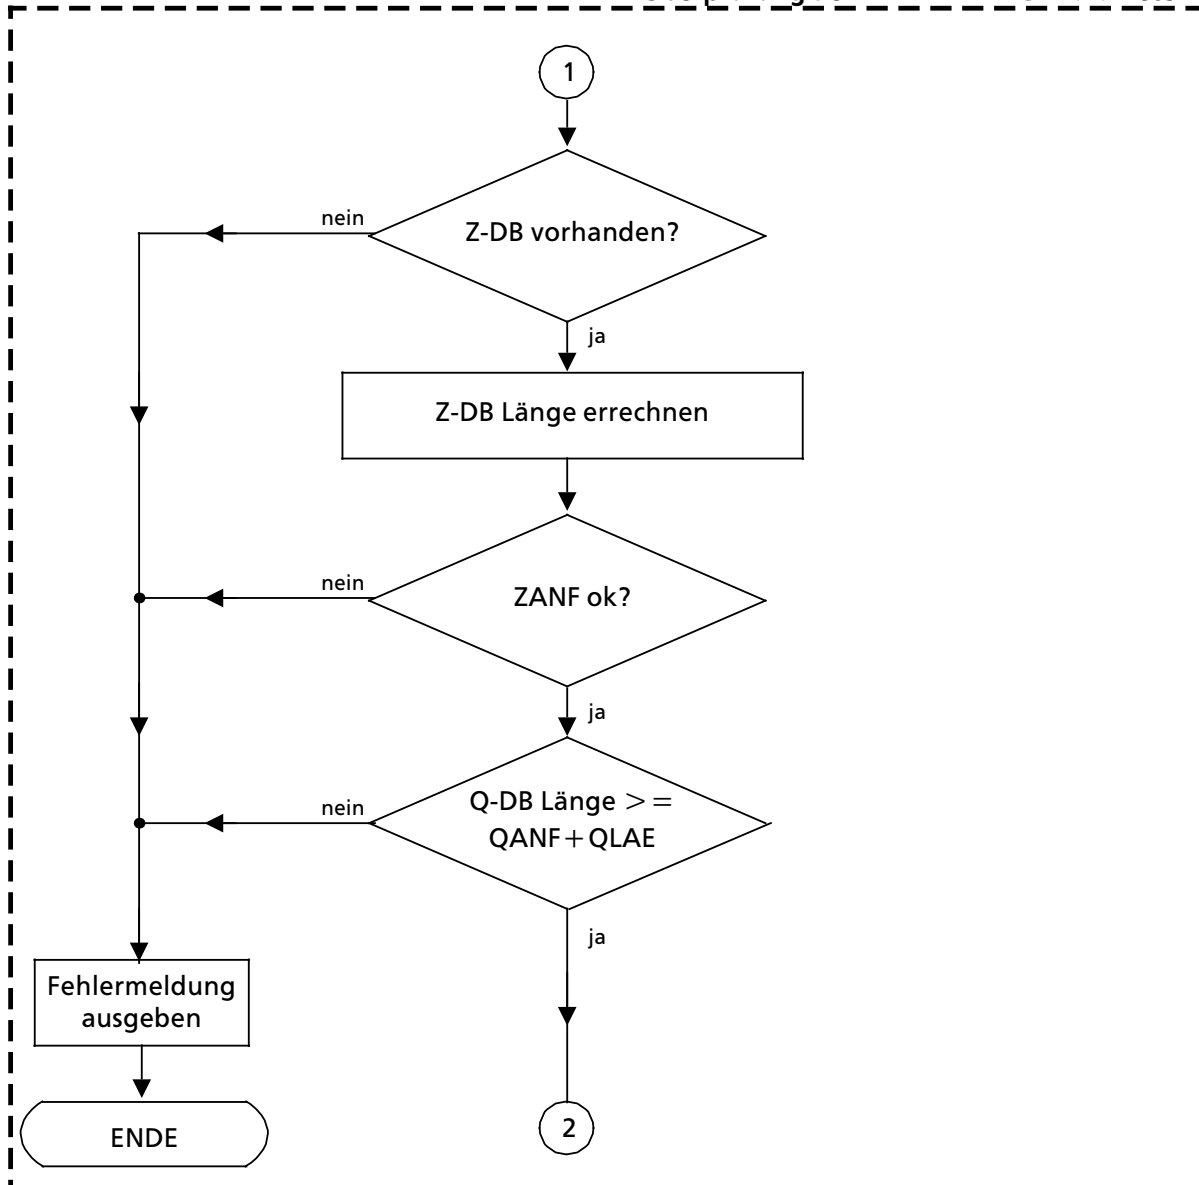 1
Z-DB vorhanden?
nein
ja
Z-DB Länge errechnen
ZANF ok?
nein
ja
Q-DB Länge >=
QANF+QLAE
nein
ja
Fehlermeldung
ausgeben
ENDE
2